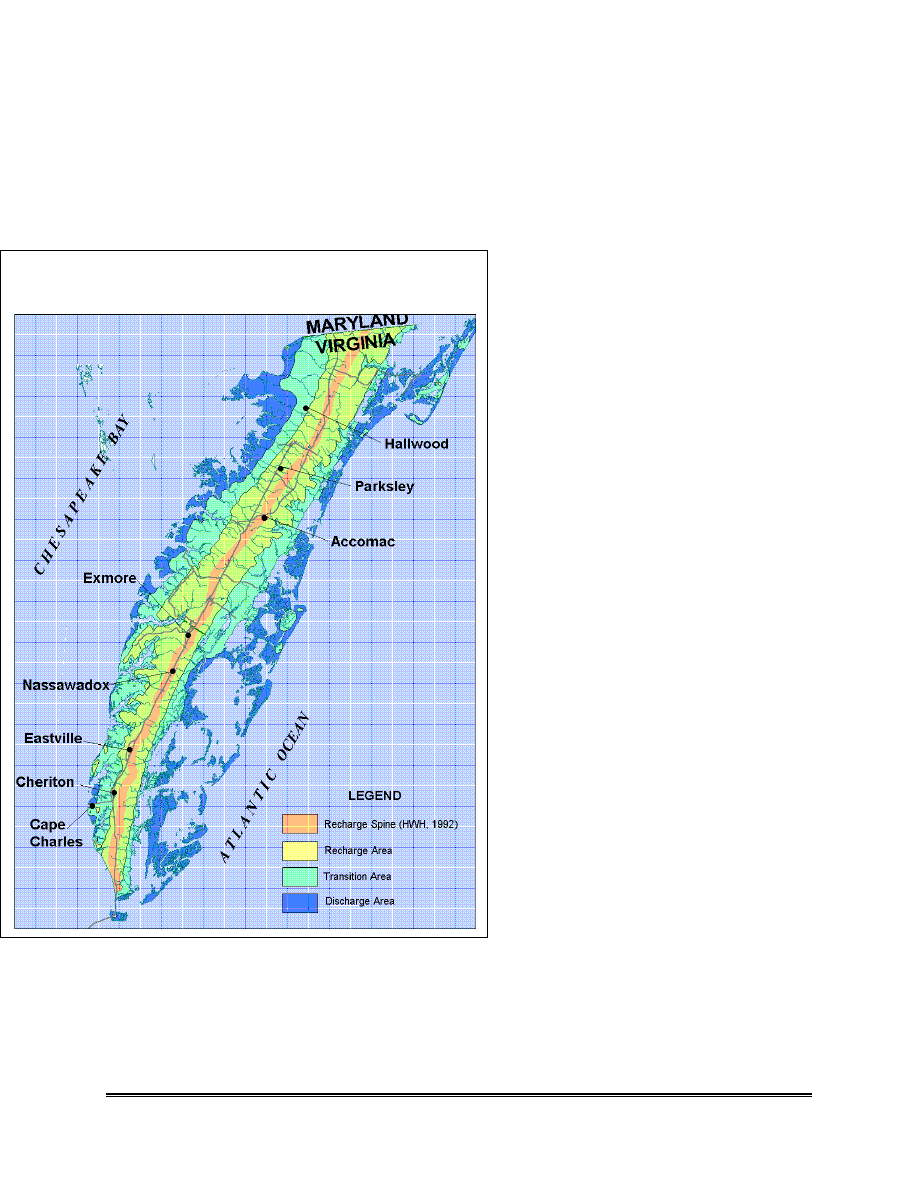 MARYLAND
VIRGINIA
CHESAPEAKE BAY
Hallwood
Parksley
Accomac
Exmore
Nassawadox
Eastville
Cheriton
Cape
Charles
ATLANTIC OCEAN
LEGEND
Recharge Spine (HWH, 1992)
Recharge Area
Transition Area
Discharge Area